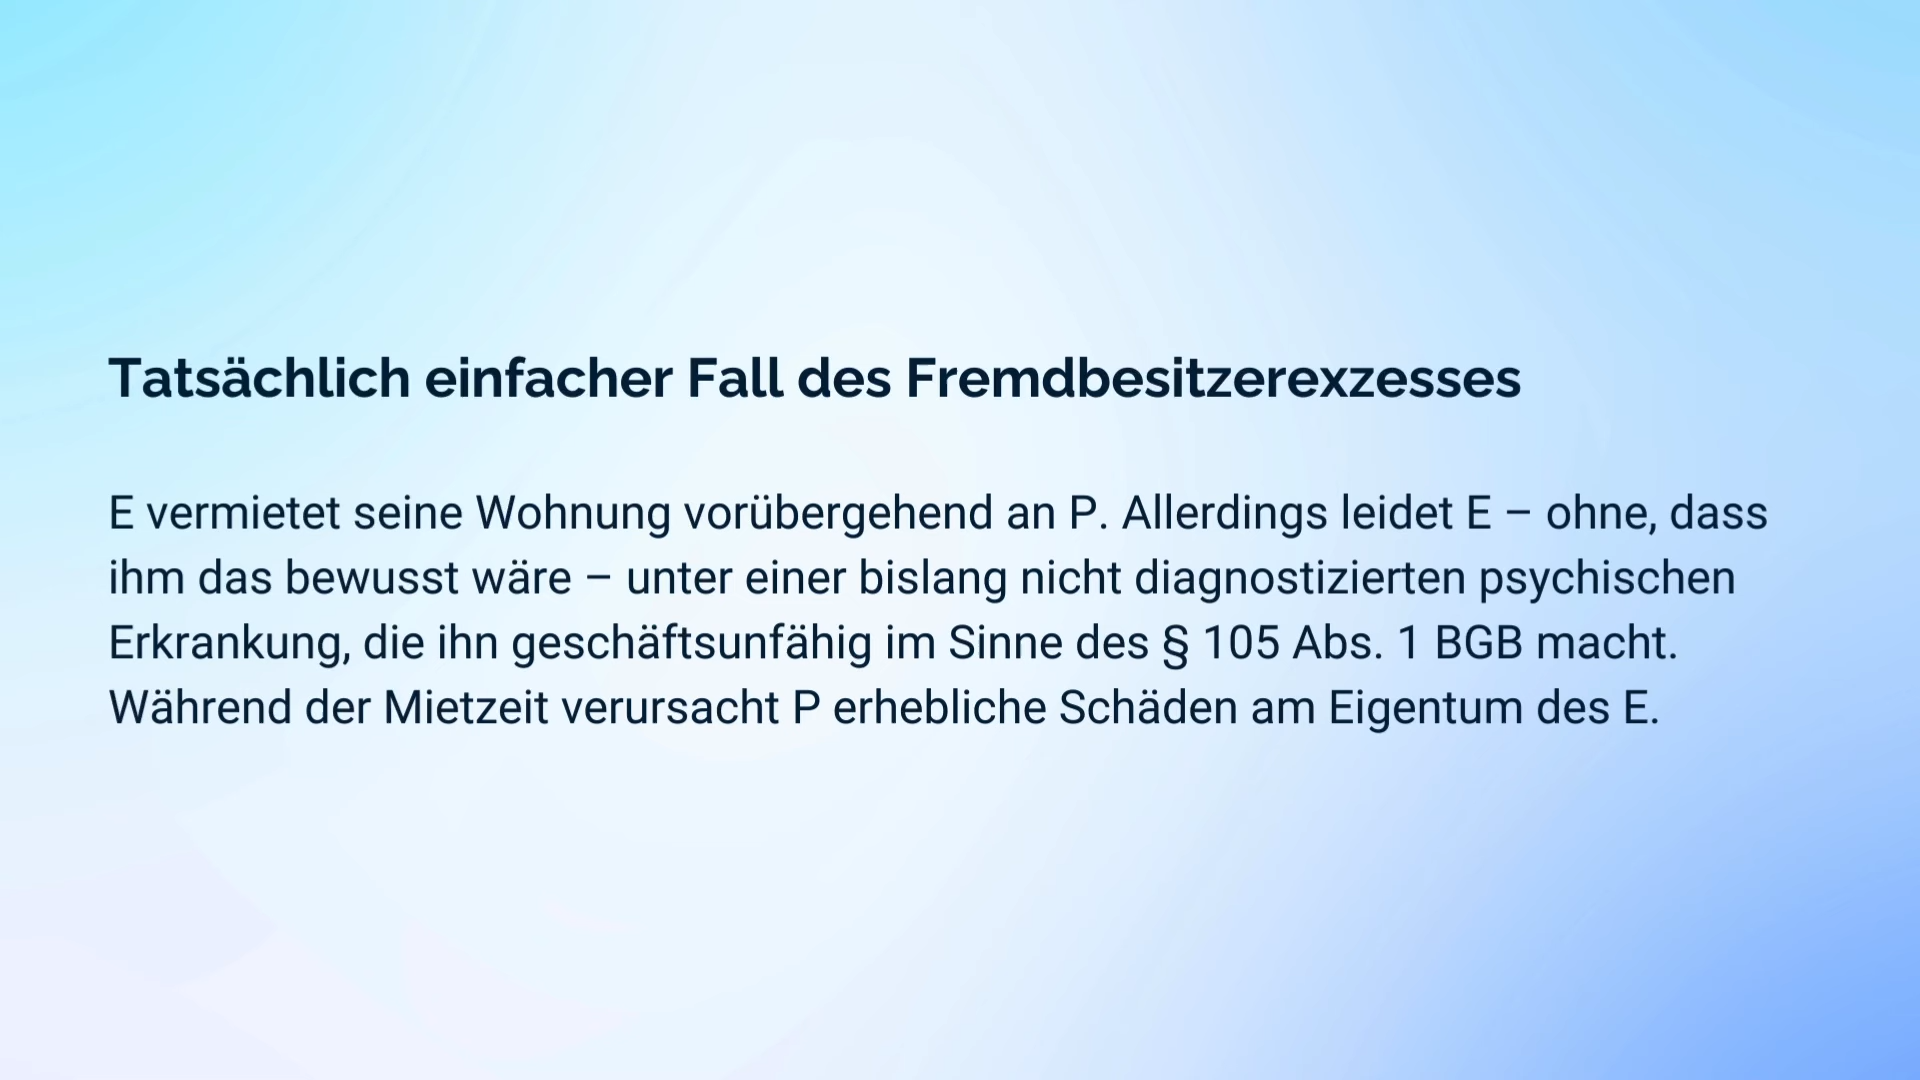 Tatsächlich einfacher Fall des Fremdbesitzerexzesses
E vermietet seine Wohnung vorübergehend an P. Allerdings leidet E – ohne, dass
ihm das bewusst wäre – unter einer bislang nicht diagnostizierten psychischen
Erkrankung, die ihn geschäftsunfähig im Sinne des § 105 Abs. 1 BGB macht.
Während der Mietzeit verursacht P erhebliche Schäden am Eigentum des E.